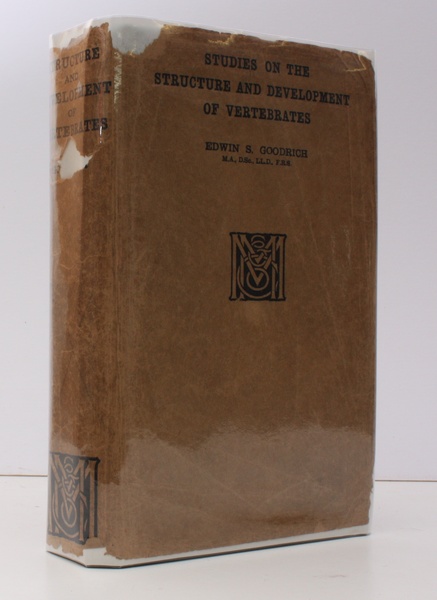 STUDIES ON THE
STRUCTURE AND DEVELOPMENT
OF VERTEBRATES
EDWIN S. GOODRICH
M.A., D.Sc., LL.D., F.R.S.
STRUCTURE
AND
DEVELOPMENT
OF
VERTEBRATES